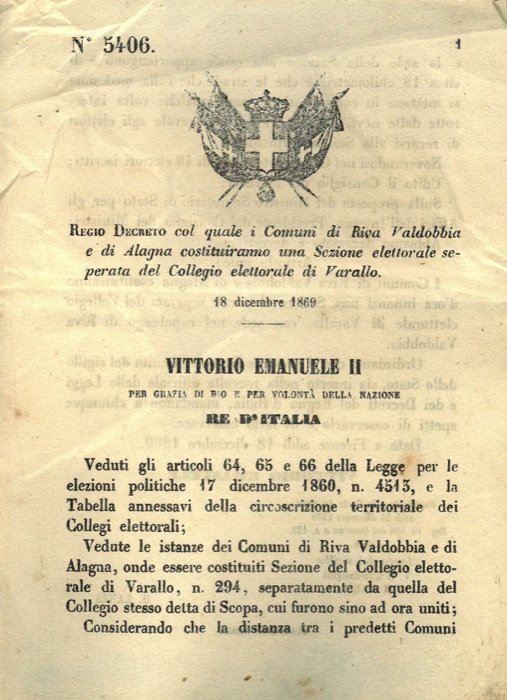 N° 5406.
1
REGIO DECRETO col quale i Comuni di Riva Valdobbia
e di Alagna costituiranno una Sezione elettorale se-
perata del Collegio elettorale di Varallo.
18 dicembre 1869
VITTORIO EMANUELE II
PER GRAZIA DI DIO E PER VOLONTÀ DELLA NAZIONE
RE D'ITALIA
Veduti gli articoli 64, 65 e 66 della Legge per le
elezioni politiche 17 dicembre 1860, n. 4513, e la
Tabella annessavi della circoscrizione territoriale dei
Collegi elettorali;
Vedute le istanze dei Comuni di Riva Valdobbia e di
Alagna, onde essere costituiti Sezione del Collegio eletto-
rale di Varallo, n. 294, separatamente da quella del
Collegio stesso detta di Scopa, cui furono sino ad ora uniti;
Considerando che la distanza tra i predetti Comuni